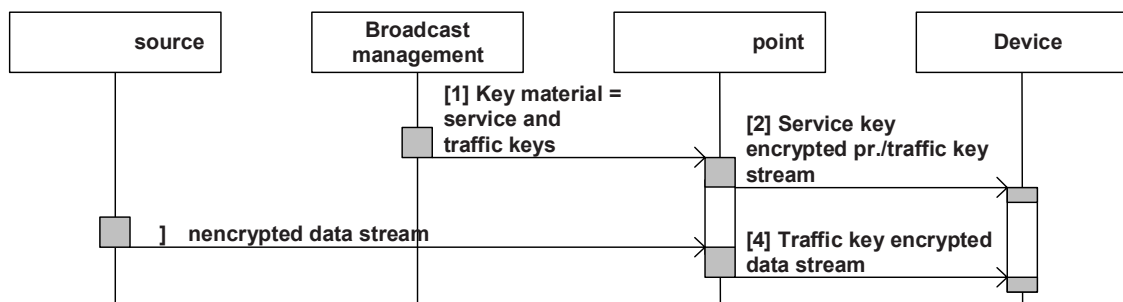 source
Broadcast
management
point
Device
[1] Key material =
service and
traffic keys
[2] Service key
encrypted pr./traffic key
stream
] nencrypted data stream
[4] Traffic key encrypted
data stream